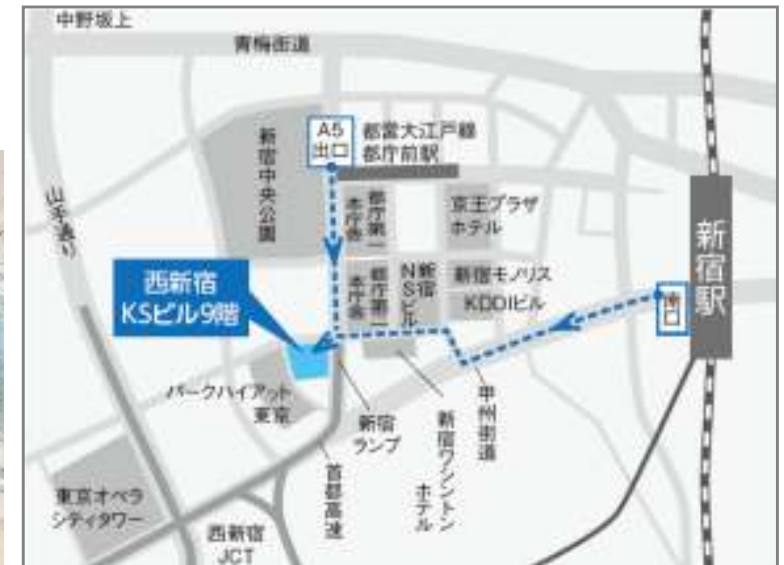 中野坂上
青梅街道
A5
出口
都営大江戸線
都庁前駅
新宿中央公園
山手通り
都庁第一
本庁舎
京王プラザ
ホテル
新宿駅
西新宿
KSビル9階
都庁第一
本庁舎
新宿
NSビル
新宿モノリス
KDDIビル
南口
パークハイアット
東京
新宿
ランプ
首都高速
新宿ワシントン
ホテル
甲州街道
東京オペラ
シティタワー
西新宿
JCT